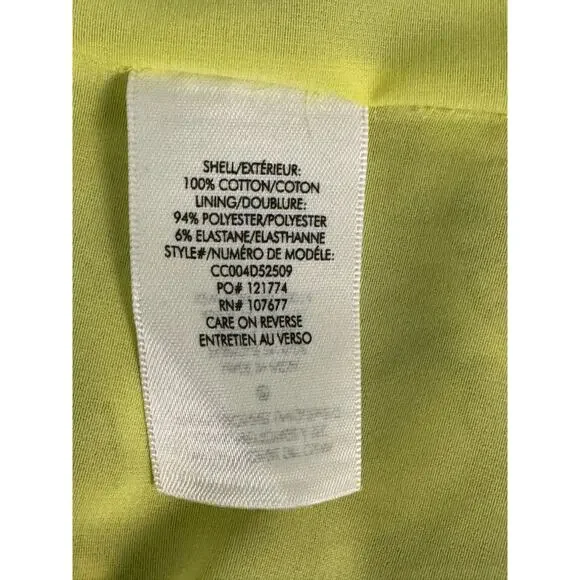 SHELL/EXTÉRIEUR:
100% COTTON/COTON
LINING/DOUBLURE:
94% POLYESTER/POLYESTER
6% ELASTANE/ELASTHANNE
STYLE#/NUMÉRO DE MODÉLE:
CC004D52509
PO# 121774
RN# 107677
CARE ON REVERSE
ENTRETIEN AU VERSO